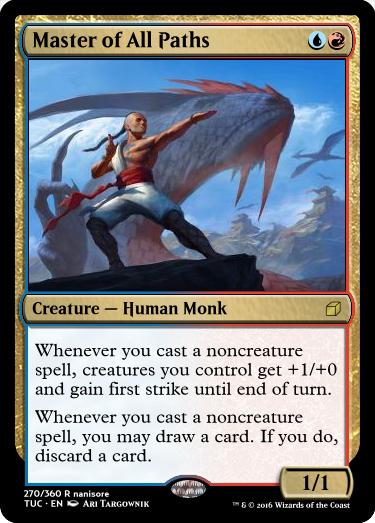 Master of All Paths
Creature — Human Monk
Whenever you cast a noncreature
spell, creatures you control get +1/+0
and gain first strike until end of turn.
Whenever you cast a noncreature
spell, you may draw a card. If you do,
discard a card.
1/1
270/360 R nanisore
TUC • EN Ari Targownik
™ & © 2016 Wizards of the Coast